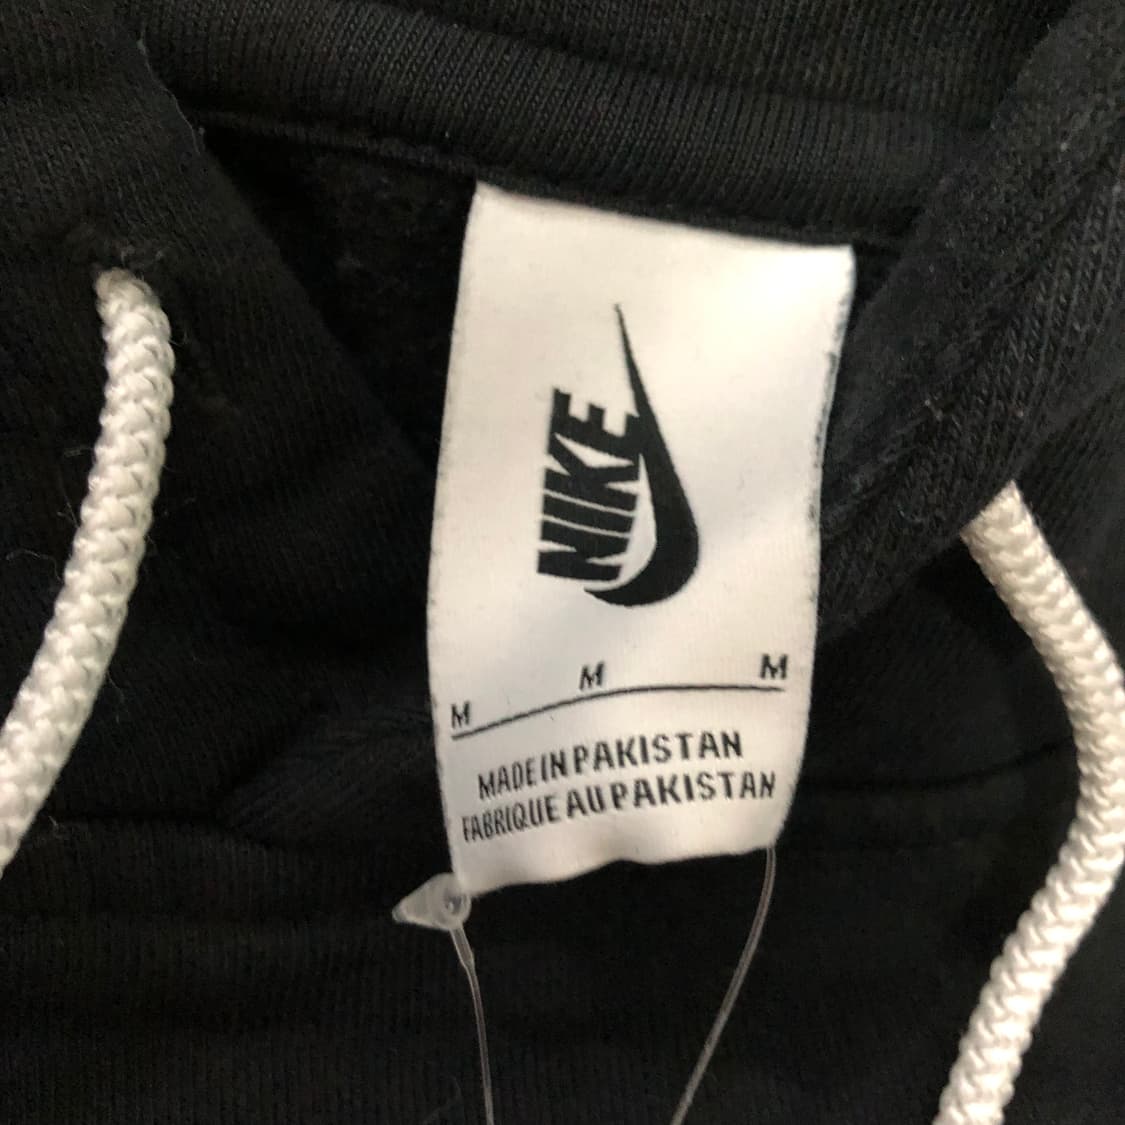 NIKE
M M M
MADE IN PAKISTAN
FABRIQUE AU PAKISTAN